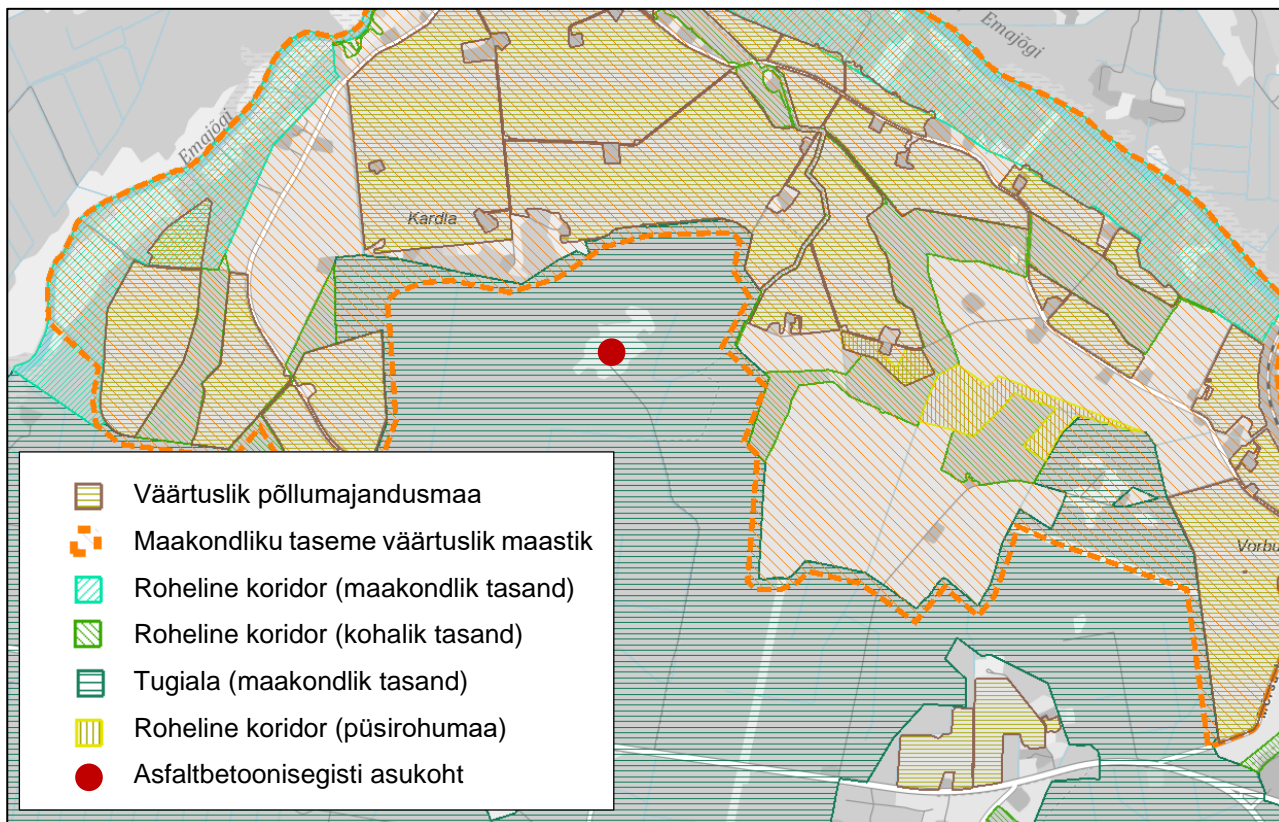 Emajõgi
Emajõgi
Kardla
Väärtuslik põllumajandusmaa
Maakondliku taseme väärtuslik maastik
Roheline koridor (maakondlik tasand)
Roheline koridor (kohalik tasand)
Tugiala (maakondlik tasand)
Roheline koridor (püsirohumaa)
Asfaltbetoonisegisti asukoht
Vorbu